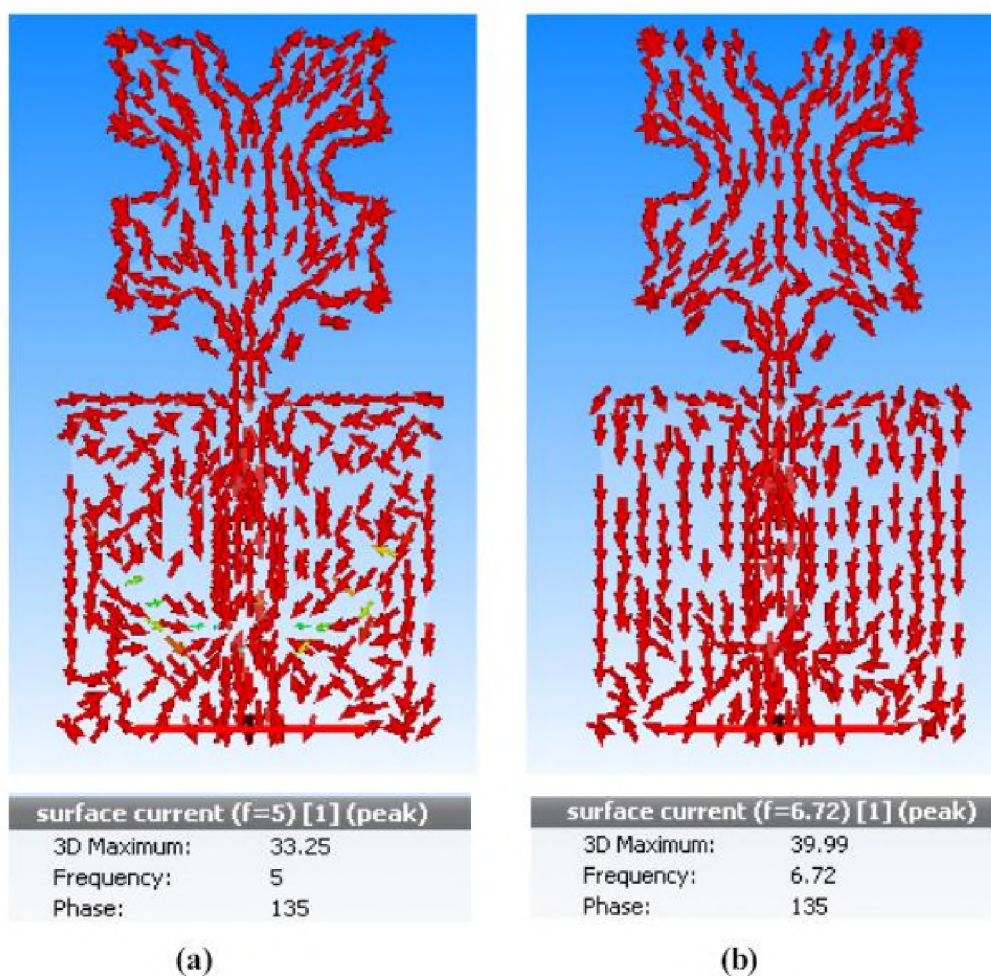 surface current (f=5) [1] (peak)
3D Maximum: 33.25
Frequency: 5
Phase: 135
(a)
surface current (f=6.72) [1] (peak)
3D Maximum: 39.99
Frequency: 6.72
Phase: 135
(b)